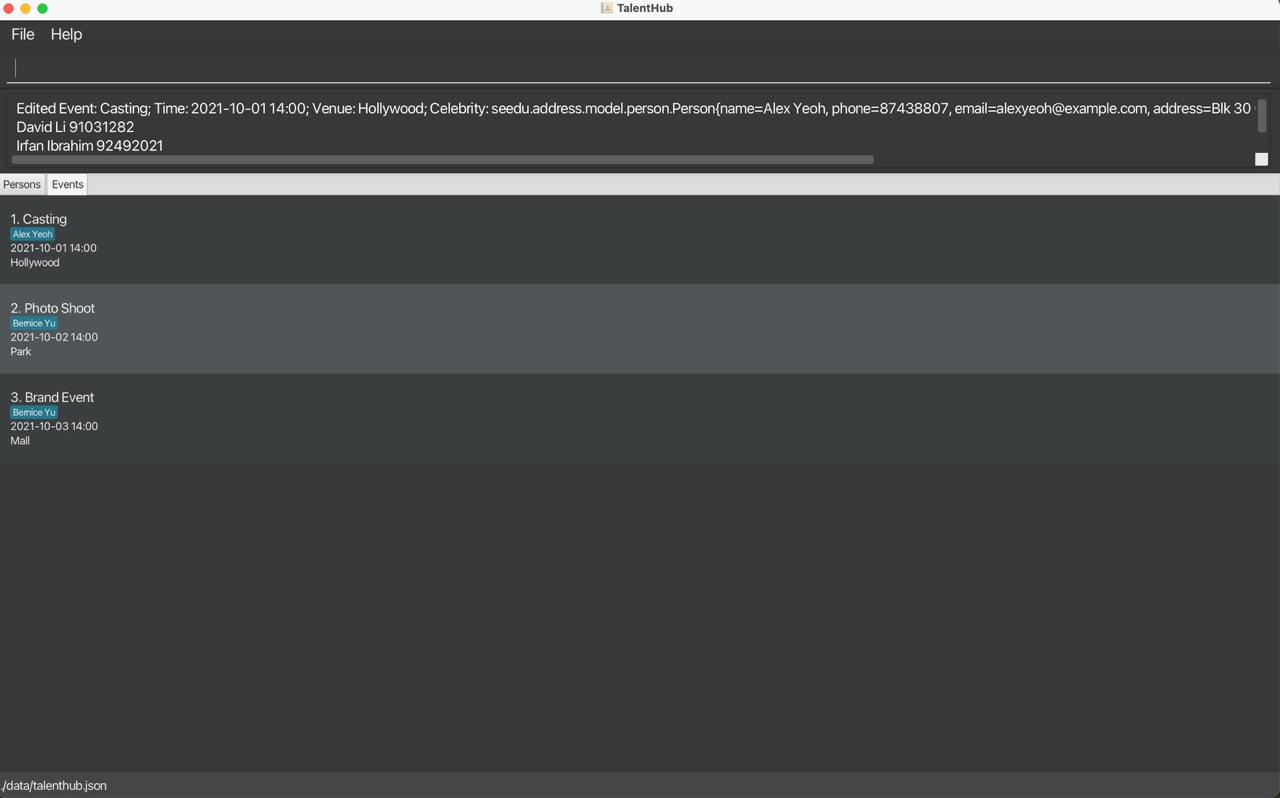 TalentHub
File Help
Edited Event: Casting; Time: 2021-10-01 14:00; Venue: Hollywood; Celebrity: seedu.address.model.person.Person{name=Alex Yeoh, phone=87438807, email=alexyeoh@example.com, address=Blk 30
David Li 91031282
Irfan Ibrahim 92492021
Persons Events
1. Casting
Alex Yeoh
2021-10-01 14:00
Hollywood
2. Photo Shoot
Bernice Yu
2021-10-02 14:00
Park
3. Brand Event
Bernice Yu
2021-10-03 14:00
Mall
./data/talenthub.json